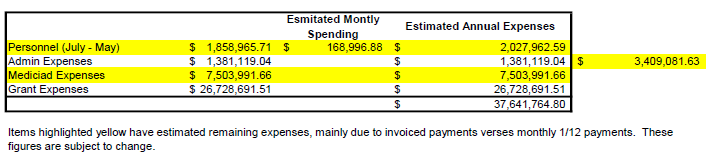 Esmitated Montly
Spending Estimated Annual Expenses
Personnel (July - May) $ 1,858,965.71 $ 168,996.88 $ 2,027,962.59
Admin Expenses $ 1,381,119.04 $ 1,381,119.04 $ 3,409,081.63
Mediciad Expenses $ 7,503,991.66 $ 7,503,991.66
Grant Expenses $ 26,728,691.51 $ 26,728,691.51
$ 37,641,764.80
Items highlighted yellow have estimated remaining expenses, mainly due to invoiced payments verses monthly 1/12 payments. These
figures are subject to change.